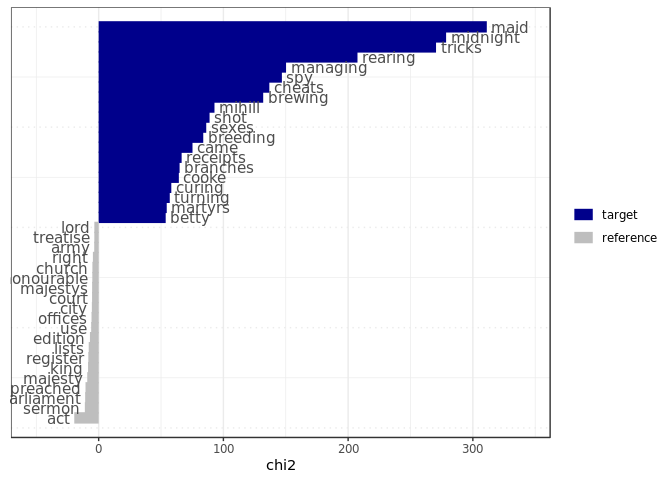 maid
midnight
tricks
rearing
managing
spy
cheats
brewing
mihill
shot
sexes
breeding
came
receipts
branches
cooke
curing
turning
martyrs
betty
lord
treatise
army
right
church
onourable
majestys
court
city
offices
use
edition
lists
register
king
majesty
preached
arliament
sermon
act
target
reference
0
100
200
300
chi2